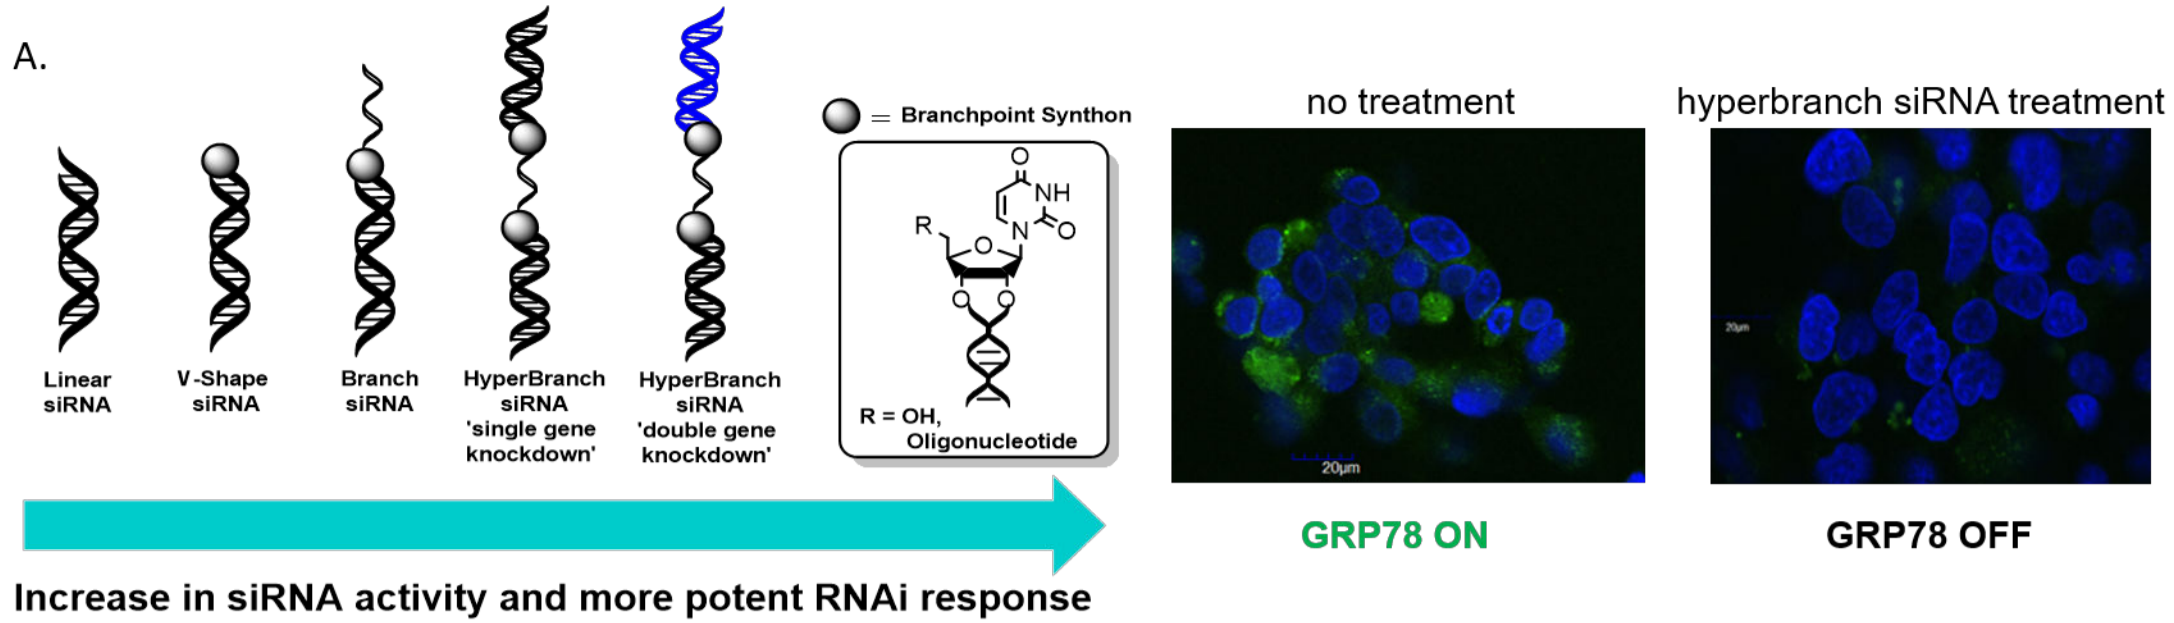 A.
Linear
siRNA
V-Shape
siRNA
Branch
siRNA
HyperBranch
siRNA
'single gene
knockdown'
HyperBranch
siRNA
'double gene
knockdown'
= Branchpoint Synthon
O
NH
N
O
R
O
O
O
R = OH,
Oligonucleotide
Increase in siRNA activity and more potent RNAi response
no treatment
20μm
GRP78 ON
hyperbranch siRNA treatment
20μm
GRP78 OFF